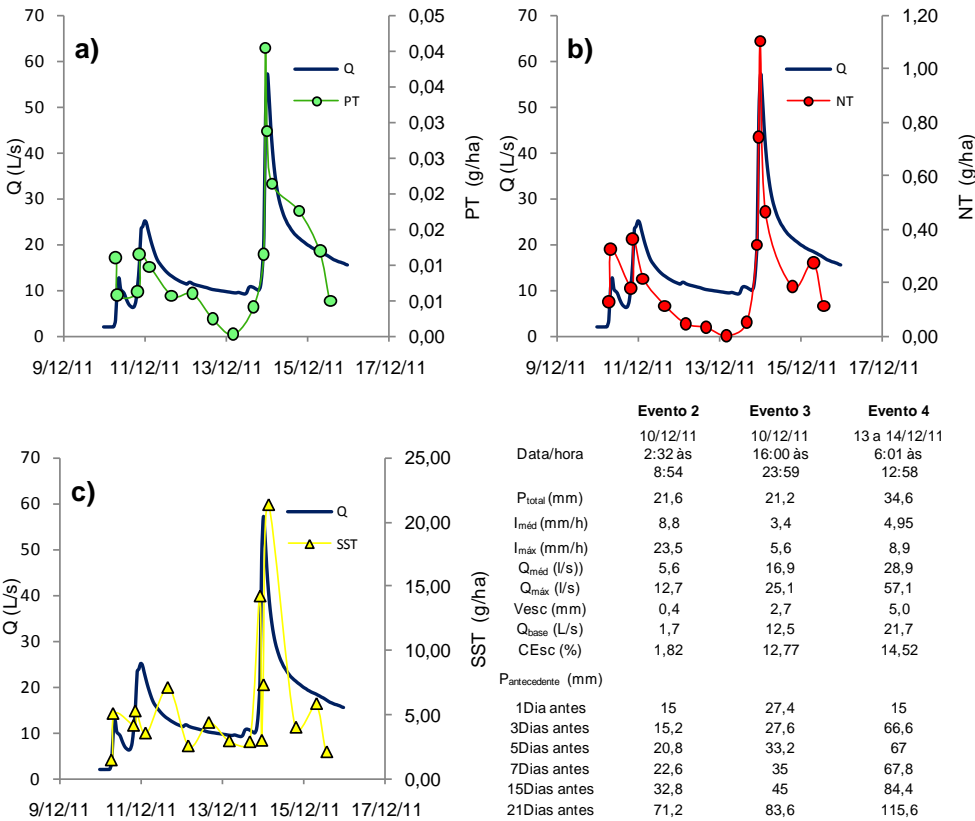 a)
Q (L/s)
70
60
50
40
30
20
10
0
0,05
0,04
0,04
0,03
0,03
0,02
0,02
0,01
0,01
0,00
PT (g/ha)
Q
PT
9/12/11 11/12/11 13/12/11 15/12/11 17/12/11
b)
Q (L/s)
70
60
50
40
30
20
10
0
1,20
1,00
0,80
0,60
0,40
0,20
0,00
NT (g/ha)
Q
NT
9/12/11 11/12/11 13/12/11 15/12/11 17/12/11
c)
Q (L/s)
70
60
50
40
30
20
10
0
25,00
20,00
15,00
10,00
5,00
0,00
SST (g/ha)
Q
SST
9/12/11 11/12/11 13/12/11 15/12/11 17/12/11
Evento 2 Evento 3 Evento 4
10/12/11 10/12/11 13 a 14/12/11
Data/hora 2:32 às 16:00 às 6:01 às
8:54 23:59 12:58
Ptotal (mm) 21,6 21,2 34,6
Iméd (mm/h) 8,8 3,4 4,95
Imáx (mm/h) 23,5 5,6 8,9
Qméd (l/s)) 5,6 16,9 28,9
Qmáx (l/s) 12,7 25,1 57,1
Vesc (mm) 0,4 2,7 5,0
Qbase (L/s) 1,7 12,5 21,7
CEsc (%) 1,82 12,77 14,52
Pantecedente (mm)
1Dia antes 15 27,4 15
3Dias antes 15,2 27,6 66,6
5Dias antes 20,8 33,2 67
7Dias antes 22,6 35 67,8
15Dias antes 32,8 45 84,4
21Dias antes 71,2 83,6 115,6